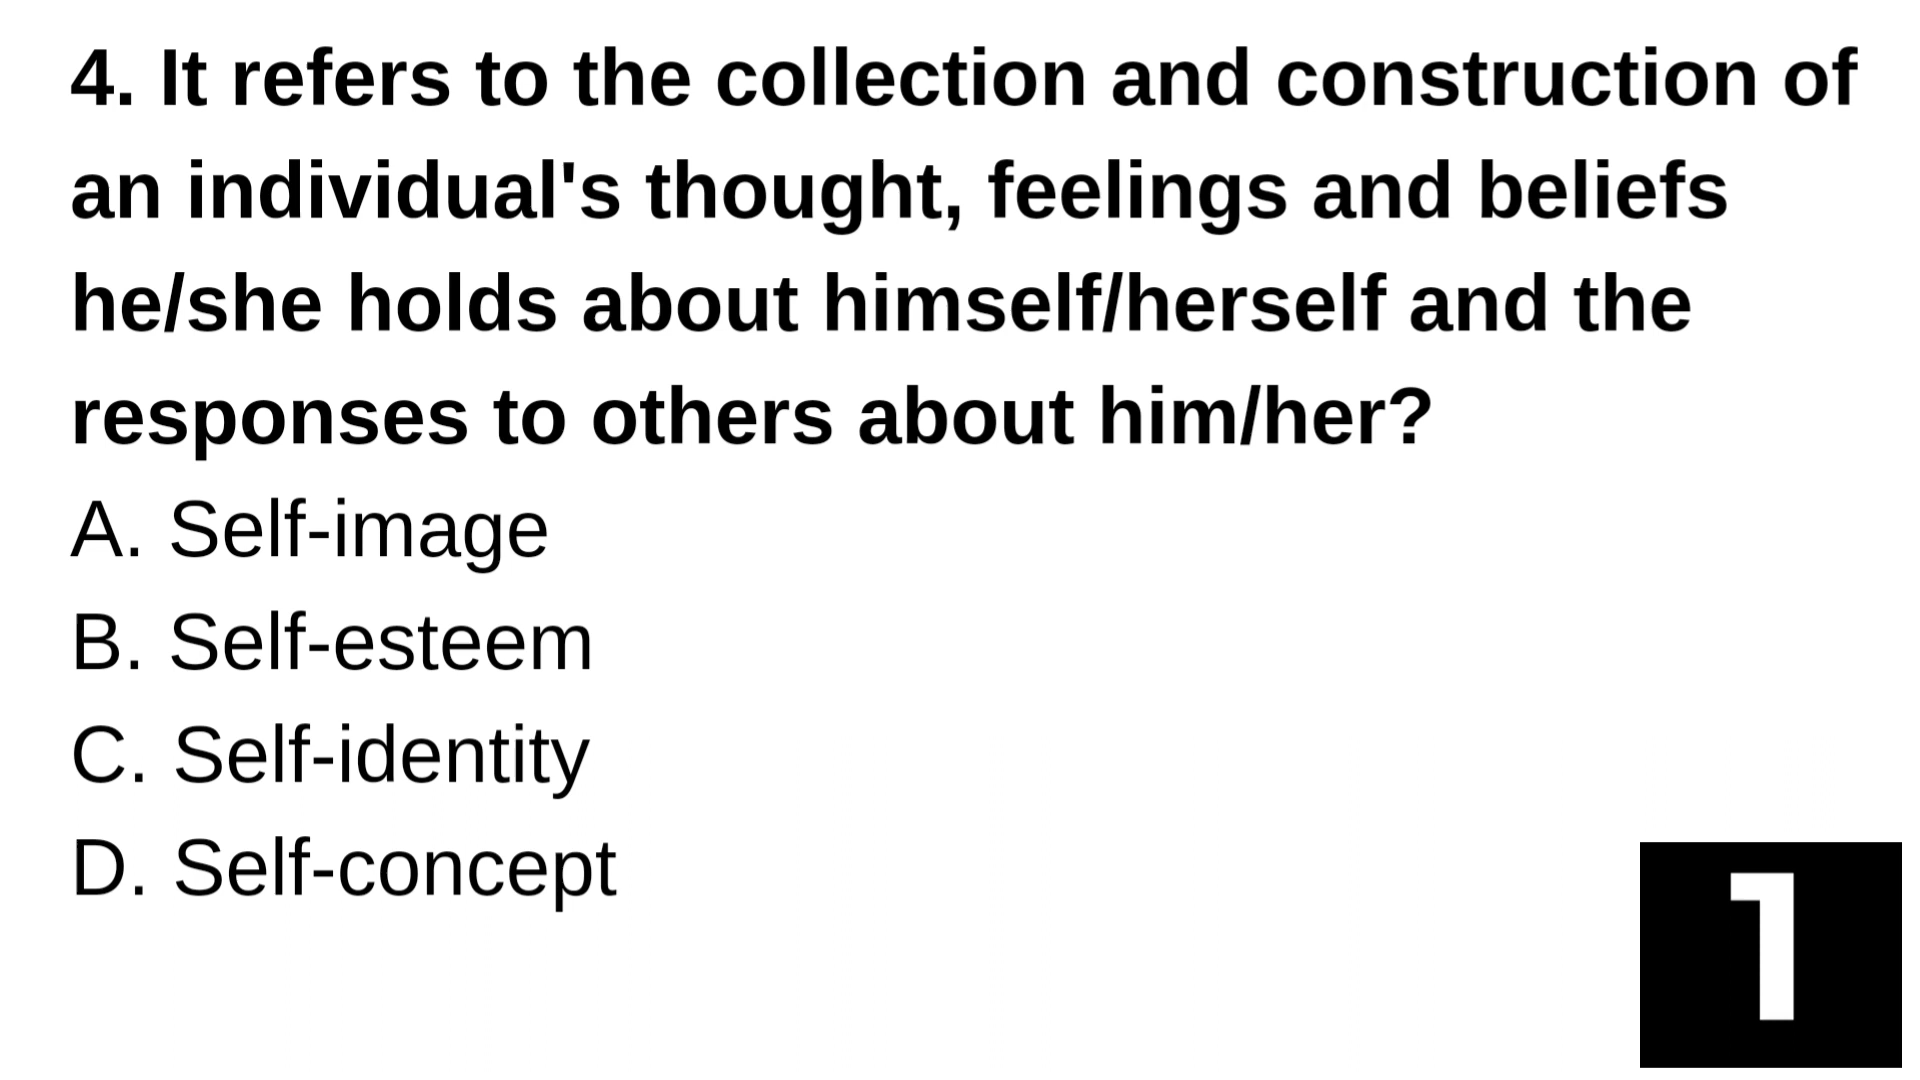 4. It refers to the collection and construction of
an individual's thought, feelings and beliefs
he/she holds about himself/herself and the
responses to others about him/her?
A. Self-image
B. Self-esteem
C. Self-identity
D. Self-concept
1